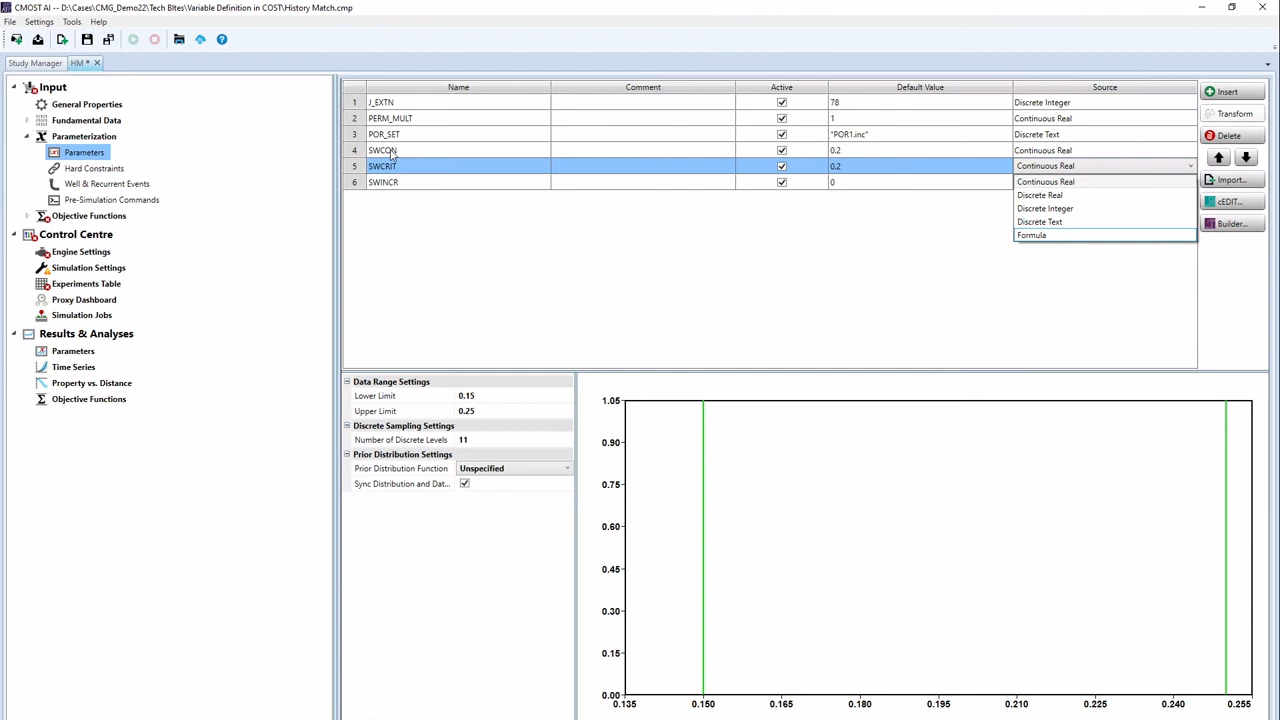 CMOST AI -- D:\Cases\CMG_Demo22\Tech BItes\Variable Definition in COST\History Match.cmp
File Settings Tools Help
Study Manager HM *
Input
General Properties
Fundamental Data
Parameterization
Parameters
Hard Constraints
Well & Recurrent Events
Pre-Simulation Commands
Objective Functions
Control Centre
Engine Settings
Simulation Settings
Experiments Table
Proxy Dashboard
Simulation Jobs
Results & Analyses
Parameters
Time Series
Property vs. Distance
Objective Functions
Name Comment Active Default Value Source
1 J_EXTN 78 Discrete Integer
2 PERM_MULT 1 Continuous Real
3 POR_SET "POR1.inc" Discrete Text
4 SWCON 0.2 Continuous Real
5 SWCRIT 0.2 Continuous Real
6 SWINCR 0
Continuous Real
Discrete Real
Discrete Integer
Discrete Text
Formula
Insert
Transform
Delete
Import...
cEDIT...
Builder...
Data Range Settings
Lower Limit 0.15
Upper Limit 0.25
Discrete Sampling Settings
Number of Discrete Levels 11
Prior Distribution Settings
Prior Distribution Function Unspecified
Sync Distribution and Dat...
1.05
0.90
0.75
0.60
0.45
0.30
0.15
0.00
0.135 0.150 0.165 0.180 0.195 0.210 0.225 0.240 0.255